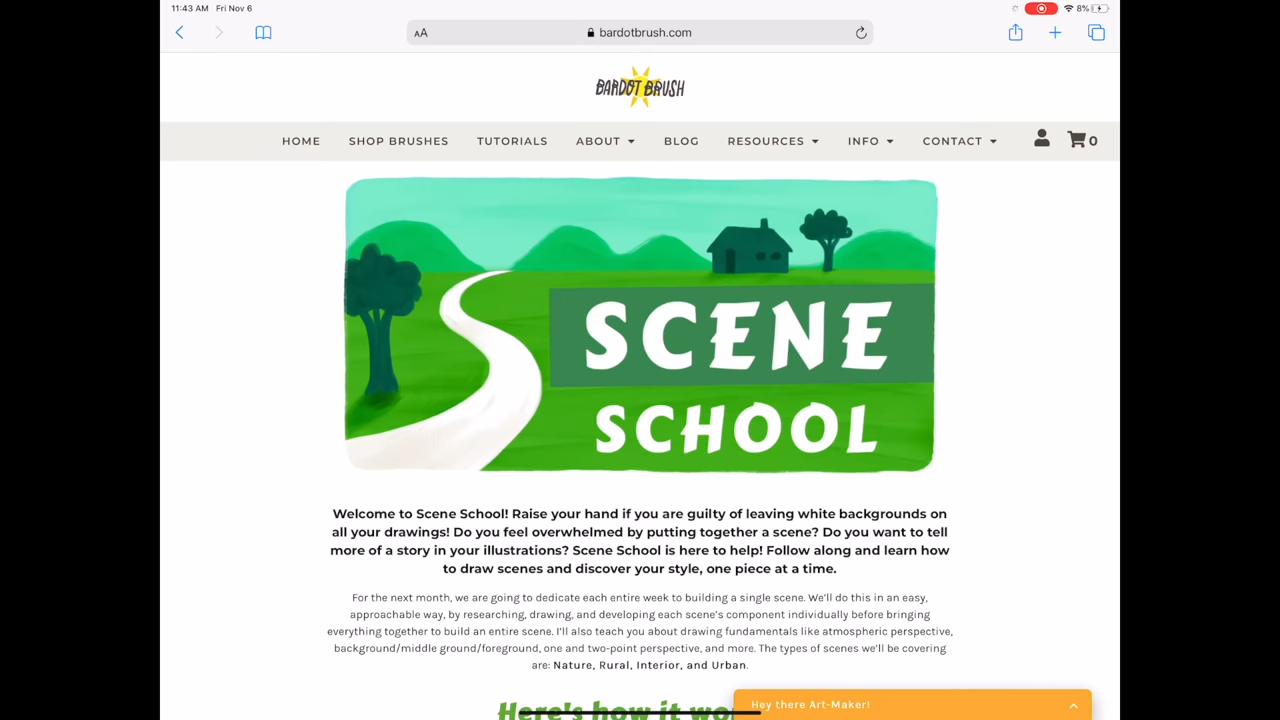 11:43 AM Fri Nov 6
8%
AA
bardotbrush.com
BARDOT BRUSH
HOME SHOP BRUSHES TUTORIALS ABOUT BLOG RESOURCES INFO CONTACT 0
SCENE
SCHOOL
Welcome to Scene School! Raise your hand if you are guilty of leaving white backgrounds on
all your drawings! Do you feel overwhelmed by putting together a scene? Do you want to tell
more of a story in your illustrations? Scene School is here to help! Follow along and learn how
to draw scenes and discover your style, one piece at a time.
For the next month, we are going to dedicate each entire week to building a single scene. We'll do this in an easy,
approachable way, by researching, drawing, and developing each scene's component individually before bringing
everything together to build an entire scene. I'll also teach you about drawing fundamentals like atmospheric perspective,
background/middle ground/foreground, one and two-point perspective, and more. The types of scenes we'll be covering
are: Nature, Rural, Interior, and Urban.
Here's how it wo
Hey there Art-Maker!